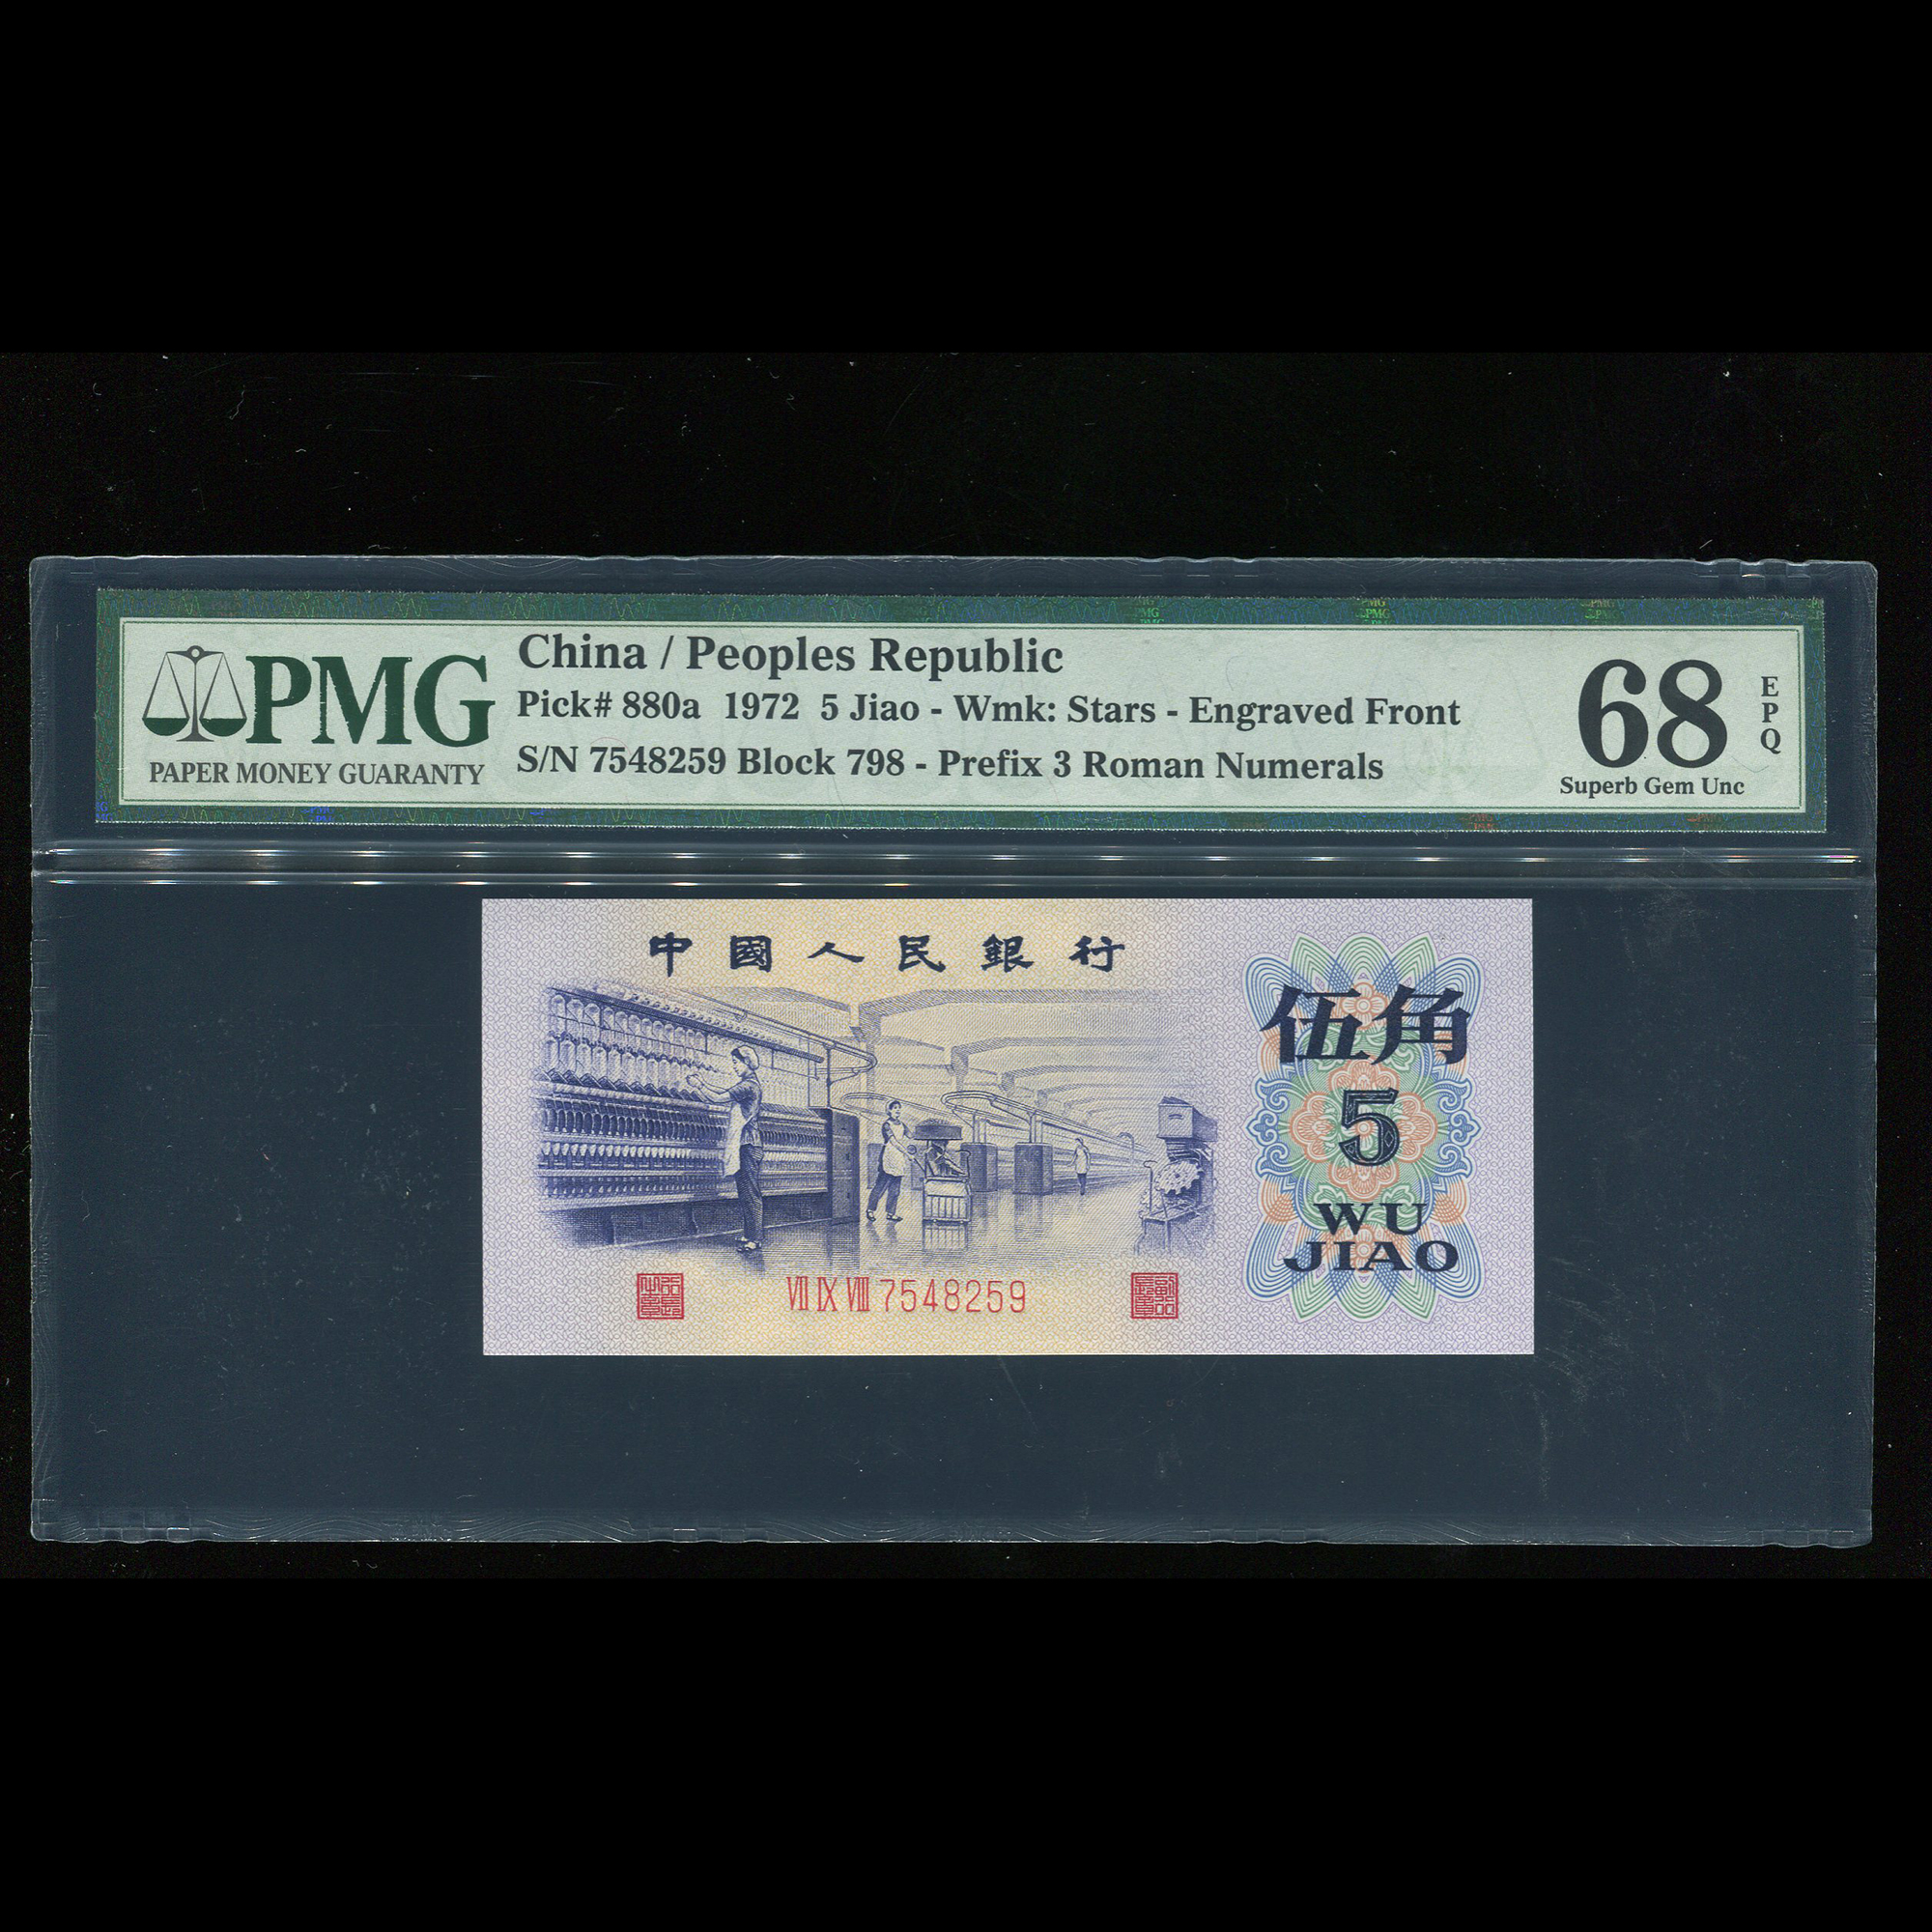 PMG
PAPER MONEY GUARANTY
China / Peoples Republic
Pick# 880a 1972 5 Jiao - Wmk: Stars - Engraved Front
S/N 7548259 Block 798 - Prefix 3 Roman Numerals
68
EPQ
Superb Gem Unc
中國人民銀行
伍角
5
WU
JIAO
VII IX VIII 7548259